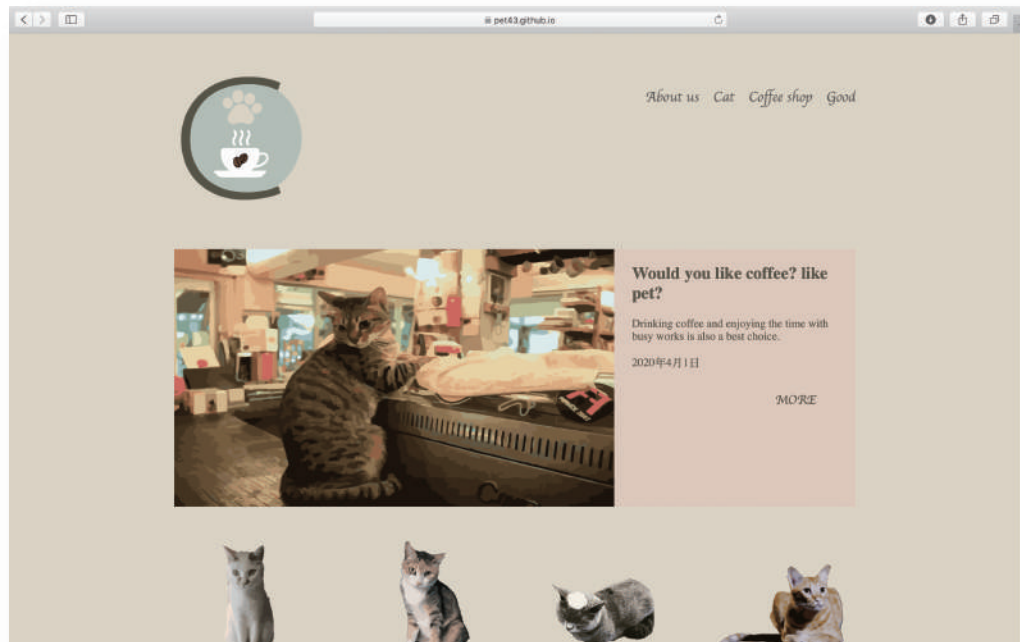 pet43.github.io
About us Cat Coffee shop Good
Would you like coffee? like
pet?
Drinking coffee and enjoying the time with
busy works is also a best choice.
2020年4月1日
MORE